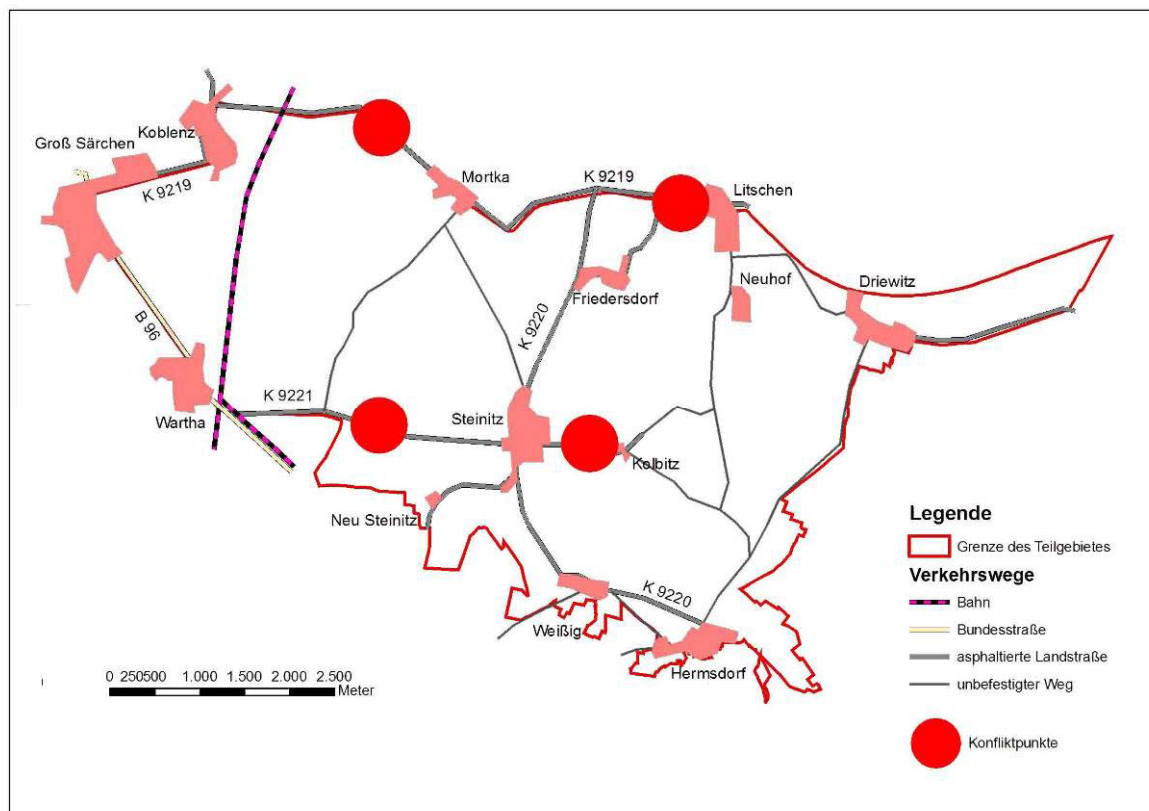 Koblenz
Groß Särchen
K 9219
Mortka
K 9219
Litschen
Friedersdorf
Neuhof
Driewitz
K 9220
B 96
Wartha
K 9221
Steinitz
Kolbitz
Neu Steinitz
K 9220
Weißig
Hermsdorf
0 250500 1.000 1.500 2.000 2.500
Meter
Legende
Grenze des Teilgebietes
Verkehrswege
Bahn
Bundesstraße
asphaltierte Landstraße
unbefestigter Weg
Konfliktpunkte